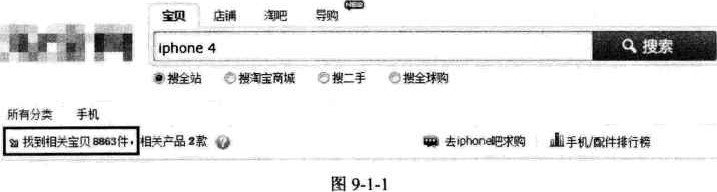 宝贝 店铺 淘吧 导购 NEW
iphone 4 搜索
搜全站 搜淘宝商城 搜二手 搜全球购
所有分类 手机
找到相关宝贝 8863件，相关产品 2款 ? 去iphone吧求购 手机/配件排行榜
图 9-1-1